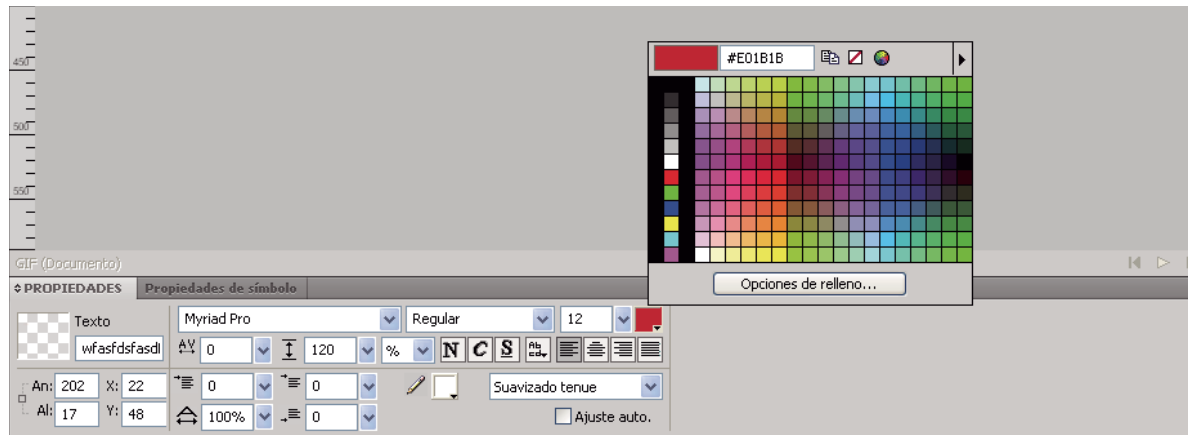 450
#E01B1B
500
550
Opciones de relleno...
GIF (Documento)
PROPIEDADES Propiedades de símbolo
Texto Myriad Pro Regular 12
wfasfdsfasdl AV 0 120 % N C S
An: 202 X: 22 0 0 Suavizado tenue
Al: 17 Y: 48 100% 0 Ajuste auto.